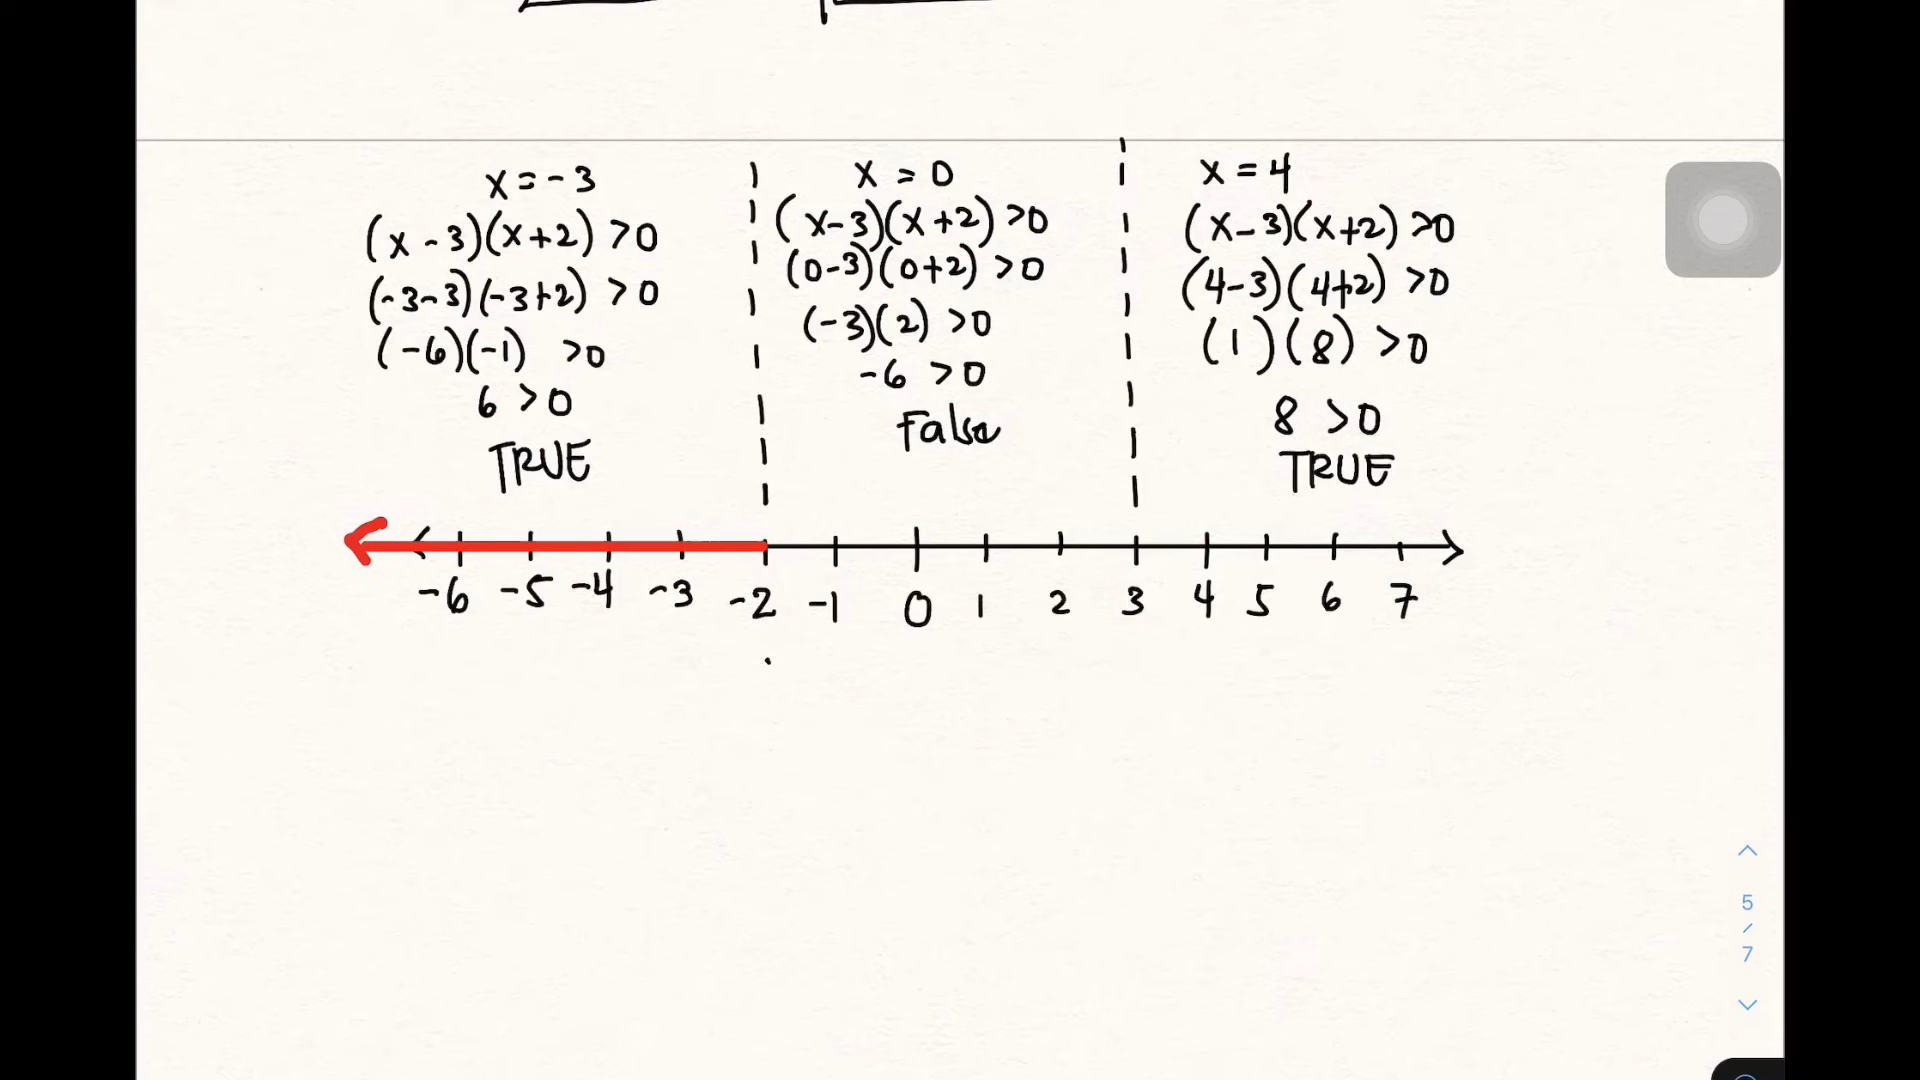 x = -3
(x - 3)(x + 2) > 0
(-3 - 3)(-3 + 2) > 0
(-6)(-1) > 0
6 > 0
TRUE
x = 0
(x - 3)(x + 2) > 0
(0 - 3)(0 + 2) > 0
(-3)(2) > 0
-6 > 0
False
x = 4
(x - 3)(x + 2) > 0
(4 - 3)(4 + 2) > 0
(1)(8) > 0
8 > 0
TRUE
-6 -5 -4 -3 -2 -1 0 1 2 3 4 5 6 7
5
/
7